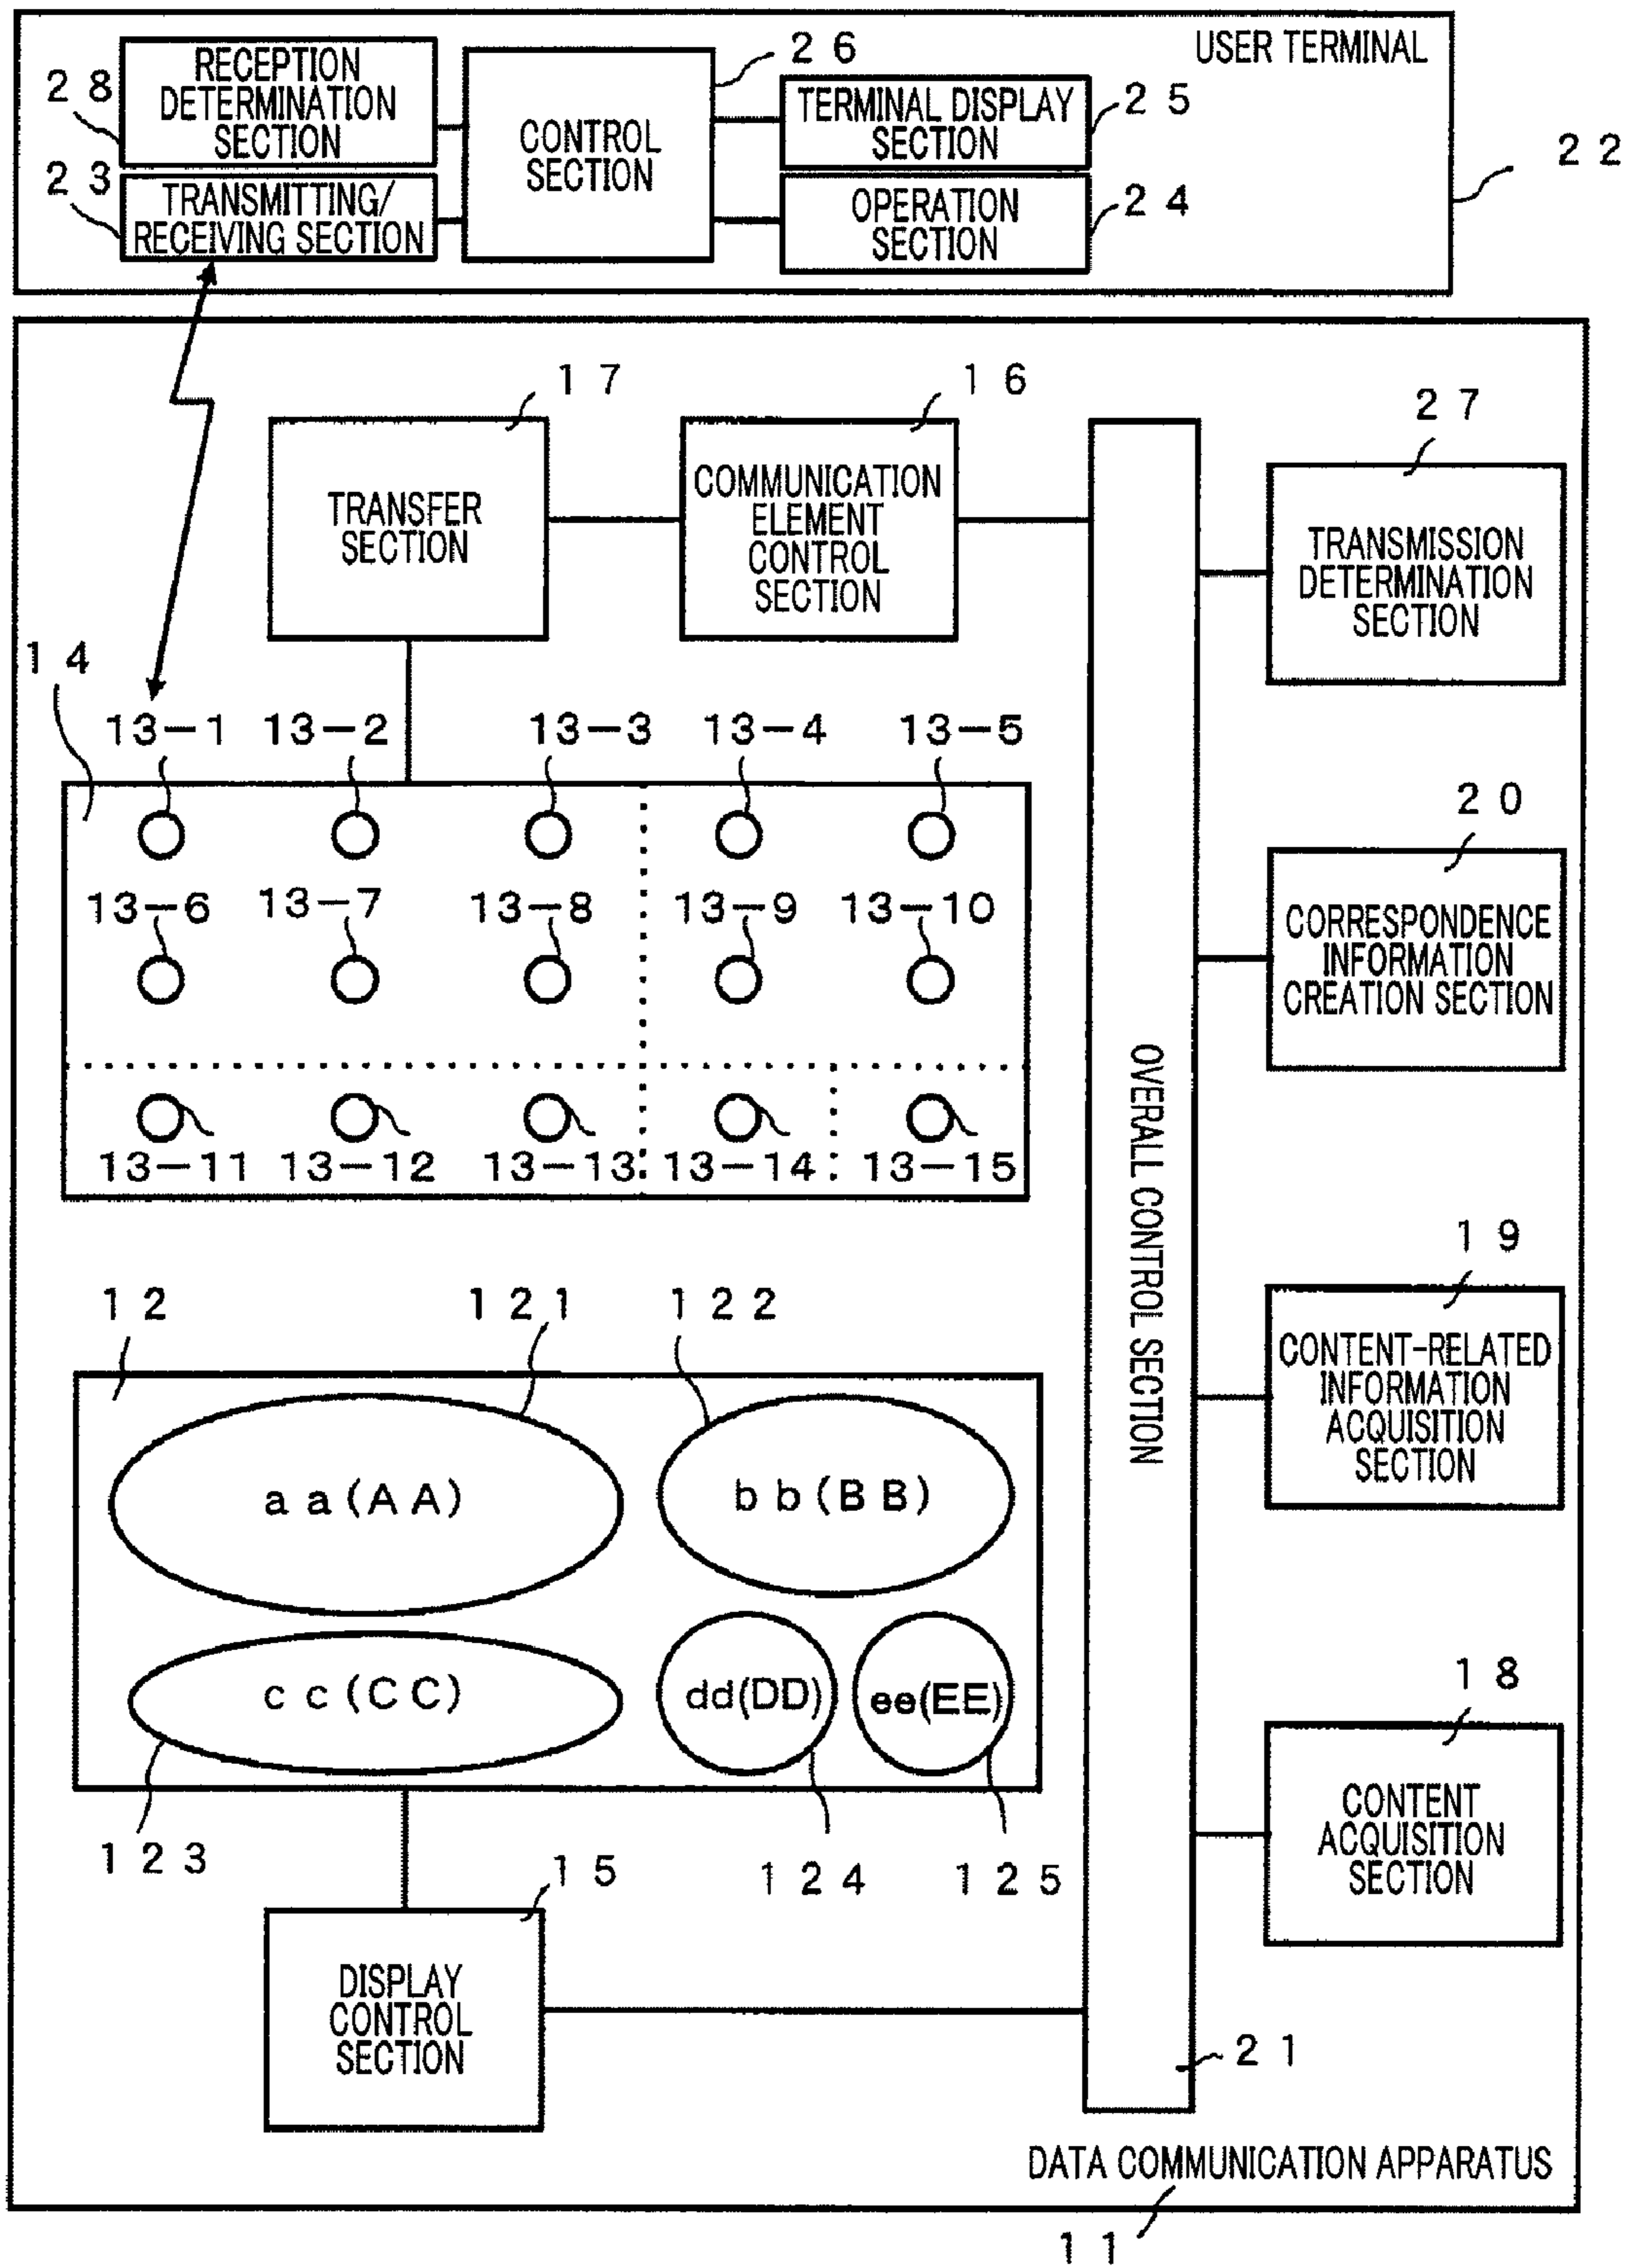 USER TERMINAL
28
RECEPTION
DETERMINATION
SECTION
26
CONTROL
SECTION
TERMINAL DISPLAY
SECTION
25
22
23
TRANSMITTING/
RECEIVING SECTION
OPERATION
SECTION
24
17
16
27
TRANSFER
SECTION
COMMUNICATION
ELEMENT
CONTROL
SECTION
TRANSMISSION
DETERMINATION
SECTION
14
13-1 13-2 13-3 13-4 13-5
20
13-6 13-7 13-8 13-9 13-10
CORRESPONDENCE
INFORMATION
CREATION SECTION
OVERALL CONTROL SECTION
13-11 13-12 13-13 13-14 13-15
19
12 121 122
CONTENT-RELATED
INFORMATION
ACQUISITION
SECTION
aa(AA) bb(BB)
cc(CC) dd(DD) ee(EE)
18
123 124 125
CONTENT
ACQUISITION
SECTION
15
DISPLAY
CONTROL
SECTION
21
DATA COMMUNICATION APPARATUS
11